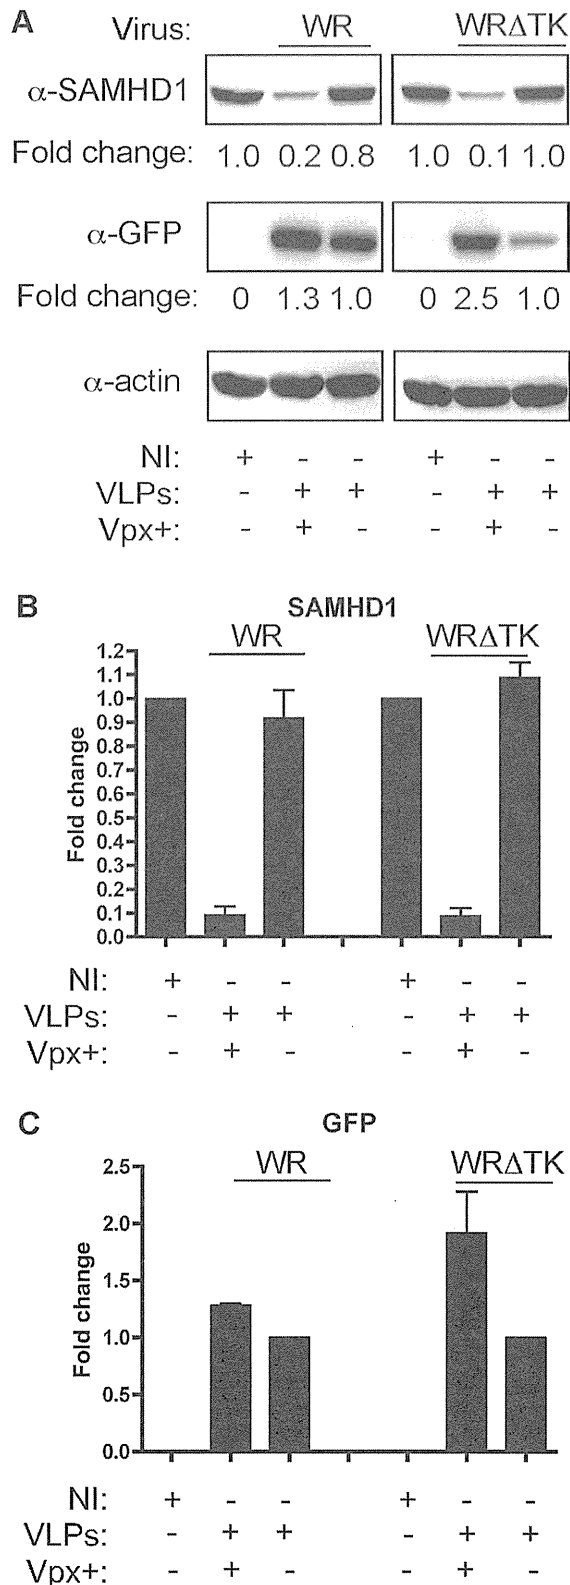 A
Virus: WR WRΔTK
α-SAMHD1
Fold change: 1.0 0.2 0.8 1.0 0.1 1.0
α-GFP
Fold change: 0 1.3 1.0 0 2.5 1.0
α-actin
NI: + - - + - -
VLPs: - + + - + +
Vpx+: - + - - + -
B
SAMHD1
WR WRΔTK
Fold change
1.2
1.1
1.0
0.9
0.8
0.7
0.6
0.5
0.4
0.3
0.2
0.1
0.0
NI: + - - + - -
VLPs: - + + - + +
Vpx+: - + - - + -
C
GFP
WR WRΔTK
Fold change
2.5
2.0
1.5
1.0
0.5
0.0
NI: + - - + - -
VLPs: - + + - + +
Vpx+: - + - - + -